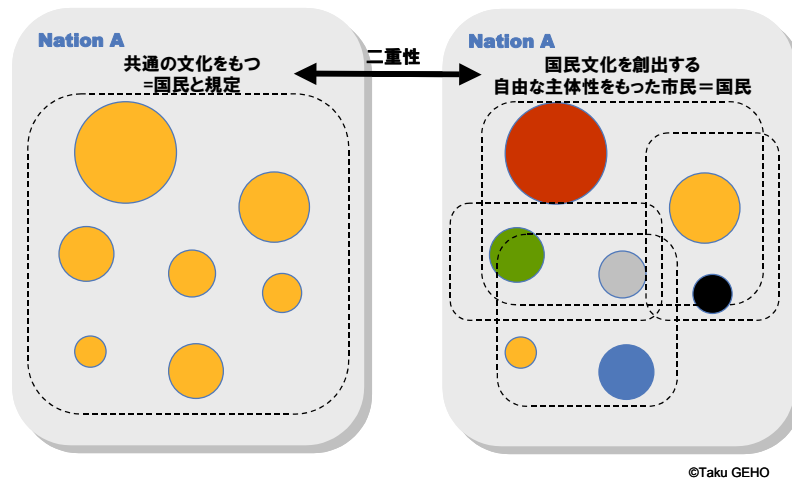 Nation A
共通の文化をもつ
=国民と規定
二重性
Nation A
国民文化を創出する
自由な主体性をもった市民＝国民
©Taku GEHO